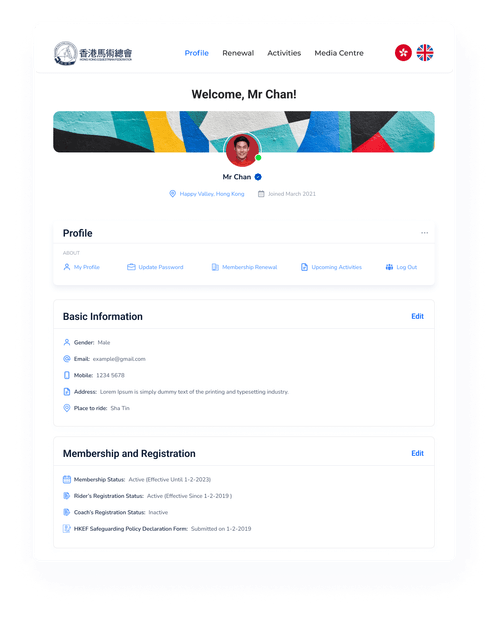 香港馬術總會
HONG KONG EQUESTRIAN FEDERATION
Profile Renewal Activities Media Centre
Welcome, Mr Chan!
Mr Chan
Happy Valley, Hong Kong Joined March 2021
Profile
ABOUT
My Profile Update Password Membership Renewal Upcoming Activities Log Out
Basic Information Edit
Gender: Male
Email: example@gmail.com
Mobile: 1234 5678
Address: Lorem Ipsum is simply dummy text of the printing and typesetting industry.
Place to ride: Sha Tin
Membership and Registration Edit
Membership Status: Active (Effective Until 1-2-2023)
Rider's Registration Status: Active (Effective Since 1-2-2019 )
Coach's Registration Status: Inactive
HKEF Safeguarding Policy Declaration Form: Submitted on 1-2-2019